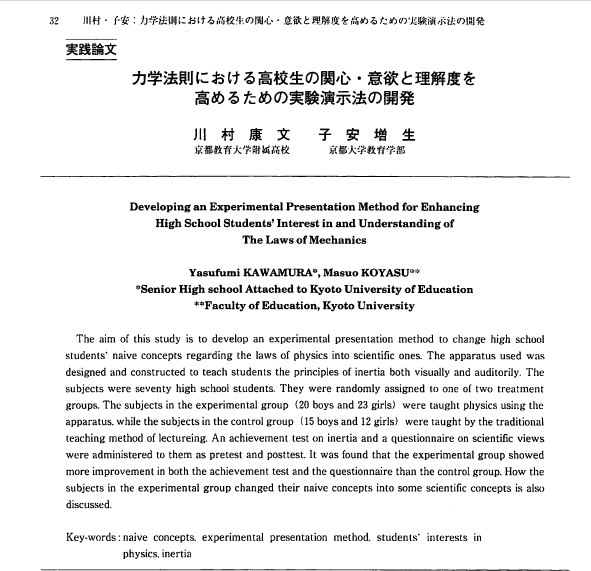 32 川村・子安：力学法則における高校生の関心・意欲と理解度を高めるための実験演示法の開発
実践論文
力学法則における高校生の関心・意欲と理解度を
高めるための実験演示法の開発
川村康文 子安増生
京都教育大学附属高校 京都大学教育学部
Developing an Experimental Presentation Method for Enhancing
High School Students' Interest in and Understanding of
The Laws of Mechanics
Yasufumi KAWAMURA*, Masuo KOYASU**
*Senior High school Attached to Kyoto University of Education
**Faculty of Education, Kyoto University
The aim of this study is to develop an experimental presentation method to change high school
students' naive concepts regarding the laws of physics into scientific ones. The apparatus used was
designed and constructed to teach students the principles of inertia both visually and auditorily. The
subjects were seventy high school students. They were randomly assigned to one of two treatment
groups. The subjects in the experimental group (20 boys and 23 girls) were taught physics using the
apparatus, while the subjects in the control group (15 boys and 12 girls) were taught by the traditional
teaching method of lectureing. An achievement test on inertia and a questionnaire on scientific views
were administered to them as pretest and posttest. It was found that the experimental group showed
more improvement in both the achievement test and the questionnaire than the control group. How the
subjects in the experimental group changed their naive concepts into some scientific concepts is also
discussed.
Key-words: naive concepts, experimental presentation method, students' interests in
physics, inertia